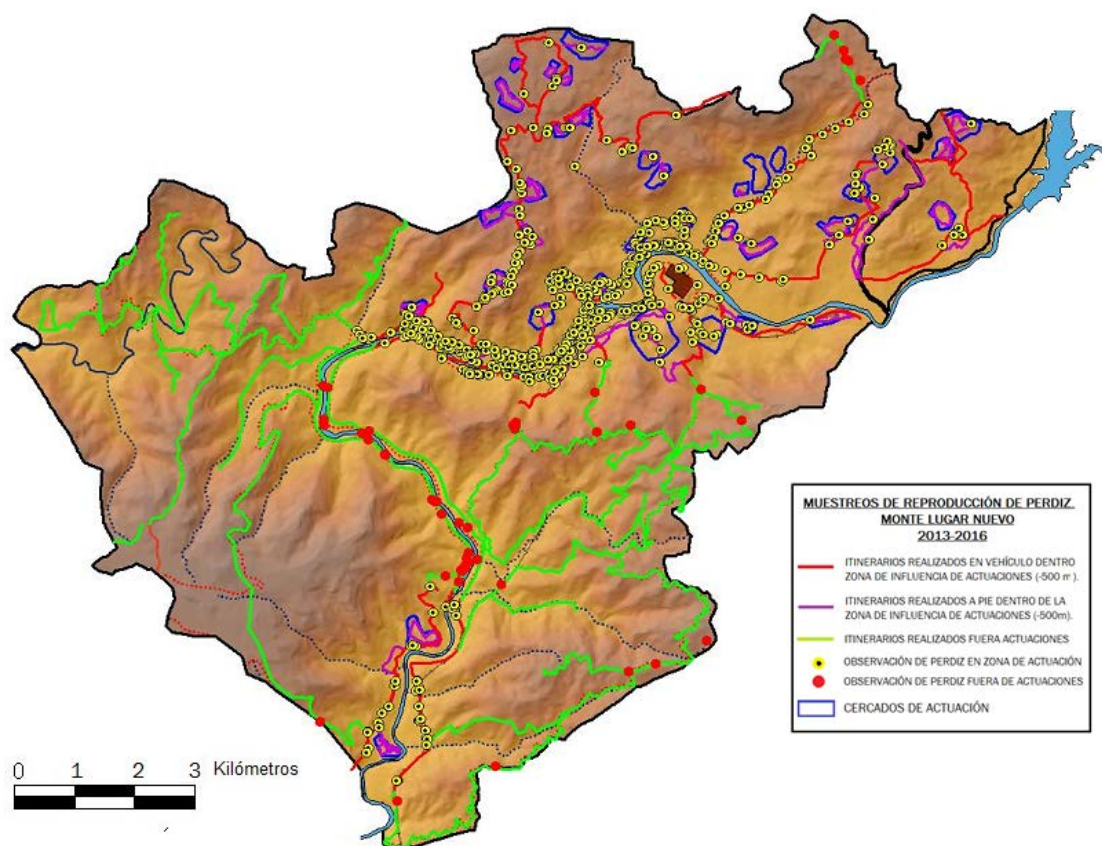 MUESTREOS DE REPRODUCCIÓN DE PERDIZ.
MONTE LUGAR NUEVO
2013-2016
ITINERARIOS REALIZADOS EN VEHÍCULO DENTRO
ZONA DE INFLUENCIA DE ACTUACIONES (-500 m ).
ITINERARIOS REALIZADOS A PIE DENTRO DE LA
ZONA DE INFLUENCIA DE ACTUACIONES (-500m).
ITINERARIOS REALIZADOS FUERA ACTUACIONES
OBSERVACIÓN DE PERDIZ EN ZONA DE ACTUACIÓN
OBSERVACIÓN DE PERDIZ FUERA DE ACTUACIONES
CERCADOS DE ACTUACIÓN
0 1 2 3 Kilómetros